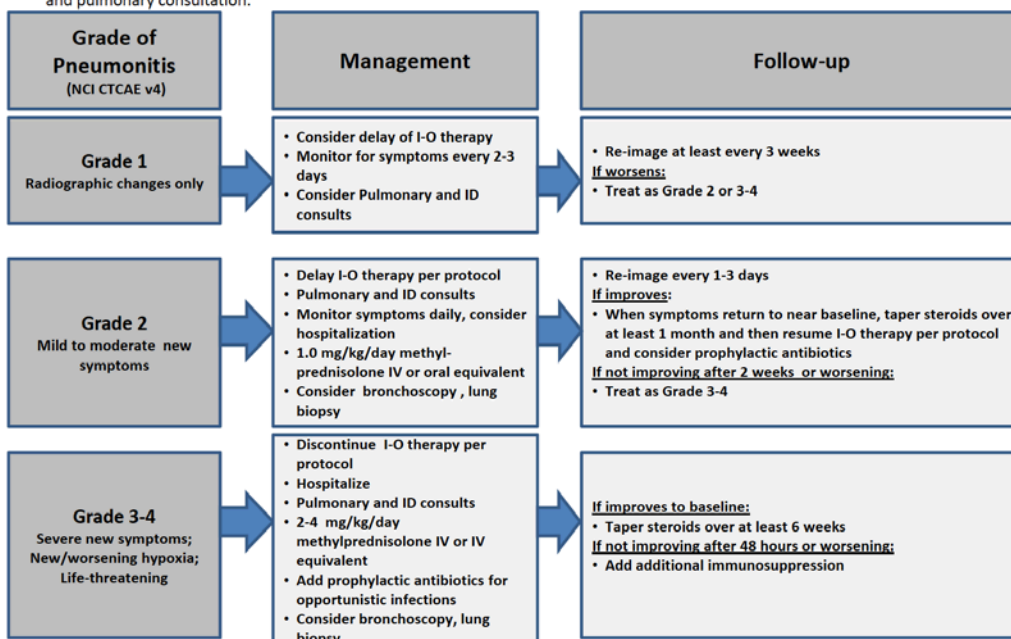 and pulmonary consultation.
Grade of
Pneumonitis
(NCI CTCAE v4)
Management
Follow-up
Grade 1
Radiographic changes only
• Consider delay of I-O therapy
• Monitor for symptoms every 2-3
days
• Consider Pulmonary and ID
consults
• Re-image at least every 3 weeks
If worsens:
• Treat as Grade 2 or 3-4
Grade 2
Mild to moderate new
symptoms
• Delay I-O therapy per protocol
• Pulmonary and ID consults
• Monitor symptoms daily, consider
hospitalization
• 1.0 mg/kg/day methyl-
prednisolone IV or oral equivalent
• Consider bronchoscopy , lung
biopsy
• Re-image every 1-3 days
If improves:
• When symptoms return to near baseline, taper steroids over
at least 1 month and then resume I-O therapy per protocol
and consider prophylactic antibiotics
If not improving after 2 weeks or worsening:
• Treat as Grade 3-4
Grade 3-4
Severe new symptoms;
New/worsening hypoxia;
Life-threatening
• Discontinue I-O therapy per
protocol
• Hospitalize
• Pulmonary and ID consults
• 2-4 mg/kg/day
methylprednisolone IV or IV
equivalent
• Add prophylactic antibiotics for
opportunistic infections
• Consider bronchoscopy, lung
biopsy
If improves to baseline:
• Taper steroids over at least 6 weeks
If not improving after 48 hours or worsening:
• Add additional immunosuppression